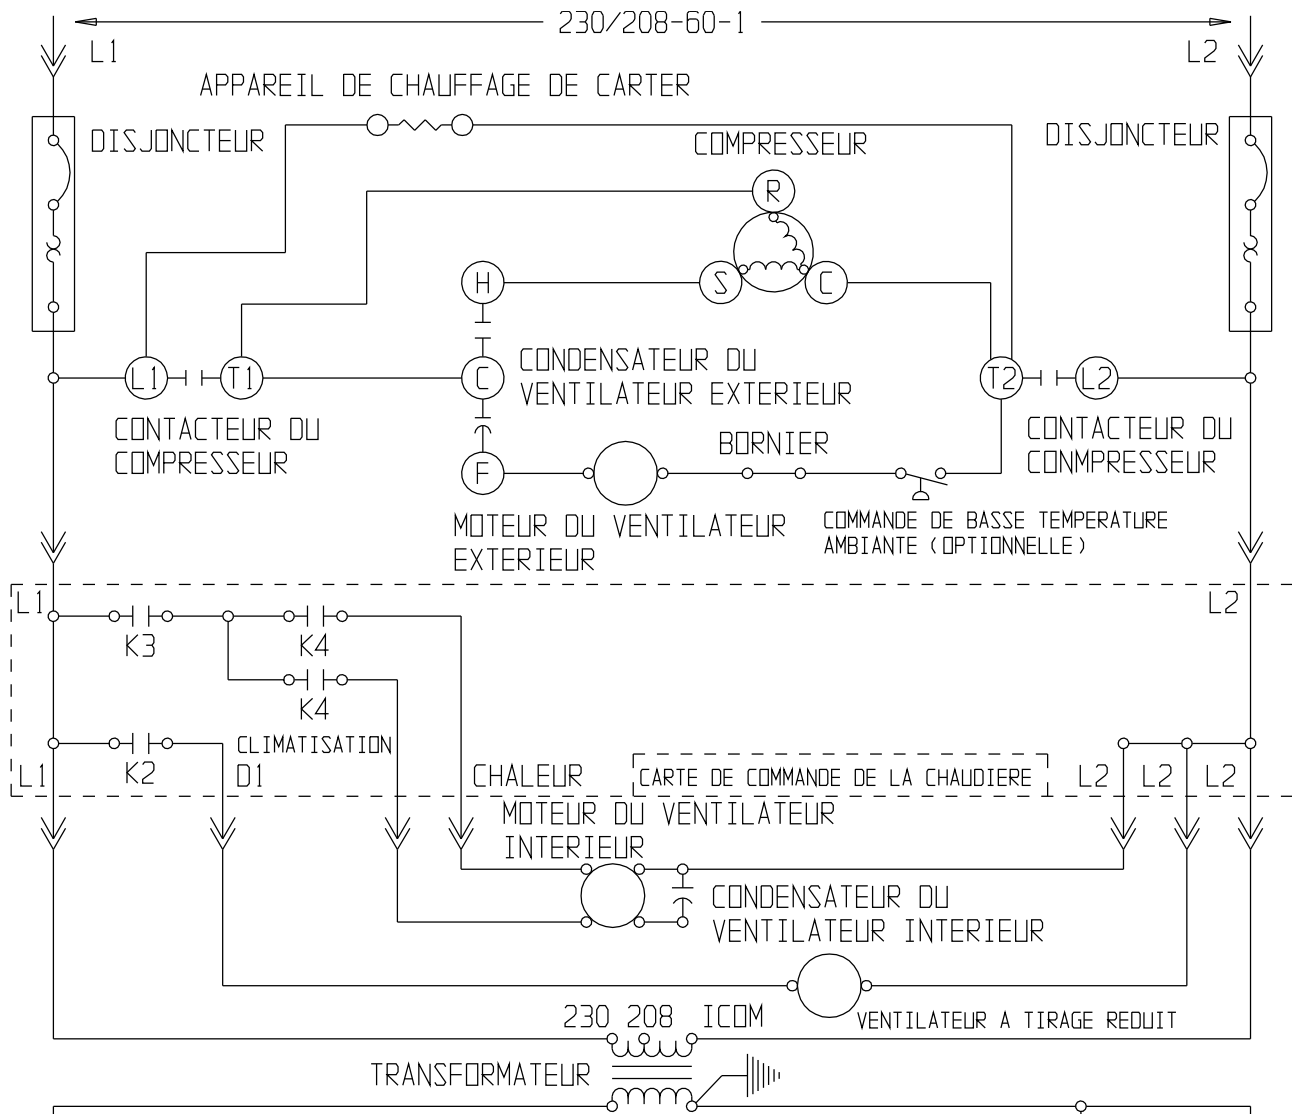 230/208-60-1
L1
L2
APPAREIL DE CHAUFFAGE DE CARTER
DISJONCTEUR
COMPRESSEUR
DISJONCTEUR
R
H
S
C
L1
T1
CONDENSATEUR DU
VENTILATEUR EXTERIEUR
C
T2
L2
CONTACTEUR DU
COMPRESSEUR
BORNIER
CONTACTEUR DU
CONMPRESSEUR
F
MOTEUR DU VENTILATEUR
EXTERIEUR
COMMANDE DE BASSE TEMPERATURE
AMBIANTE (OPTIONNELLE)
L1
L2
K3
K4
K4
CLIMATISATION
L1
K2
D1
CHALEUR
CARTE DE COMMANDE DE LA CHAUDIERE
L2
L2
L2
MOTEUR DU VENTILATEUR
INTERIEUR
CONDENSATEUR DU
VENTILATEUR INTERIEUR
230 208 ICOM
VENTILATEUR A TIRAGE REDUIT
TRANSFORMATEUR